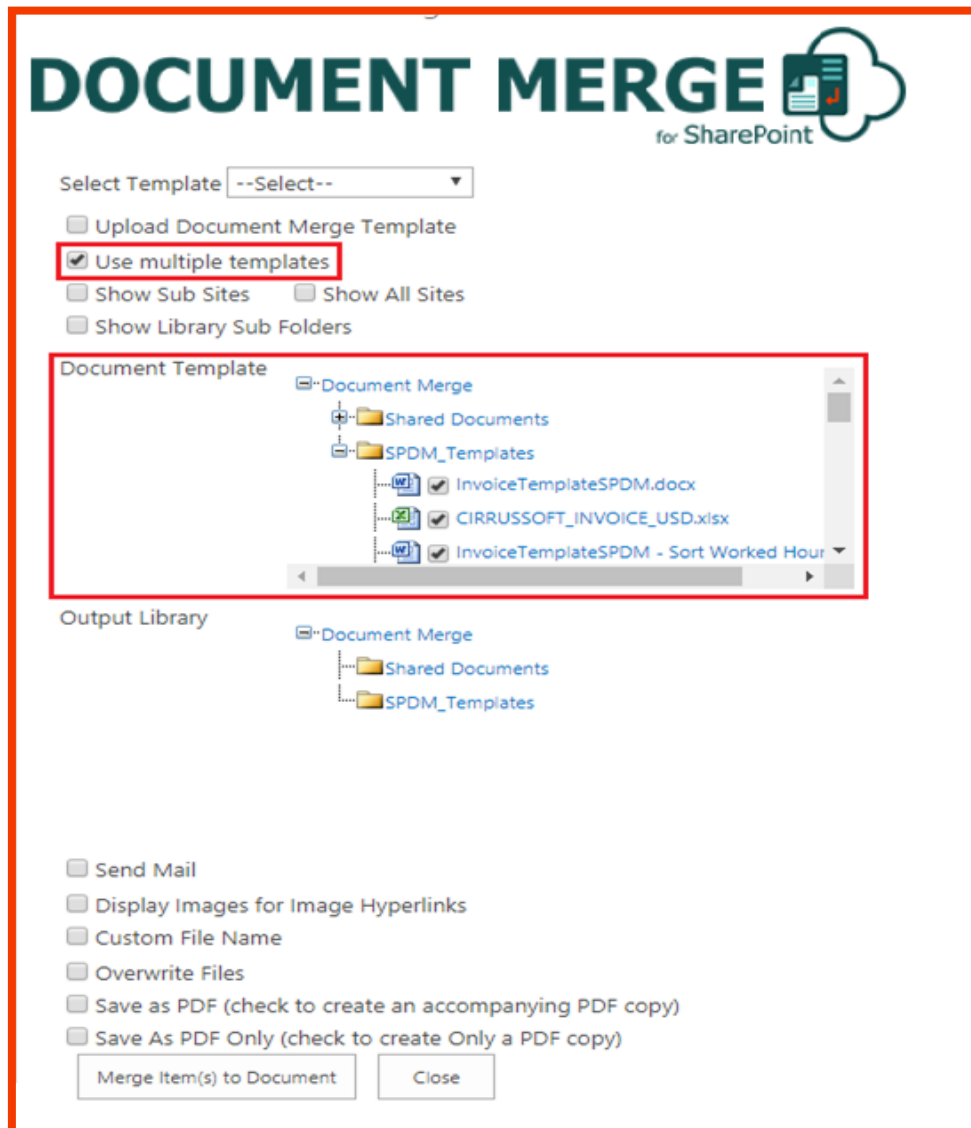 DOCUMENT MERGE
for SharePoint
Select Template --Select--
Upload Document Merge Template
Use multiple templates
Show Sub Sites Show All Sites
Show Library Sub Folders
Document Template
Document Merge
Shared Documents
SPDM_Templates
InvoiceTemplateSPDM.docx
CIRRUSSOFT_INVOICE_USD.xlsx
InvoiceTemplateSPDM - Sort Worked Hour
Output Library
Document Merge
Shared Documents
SPDM_Templates
Send Mail
Display Images for Image Hyperlinks
Custom File Name
Overwrite Files
Save as PDF (check to create an accompanying PDF copy)
Save As PDF Only (check to create Only a PDF copy)
Merge Item(s) to Document Close